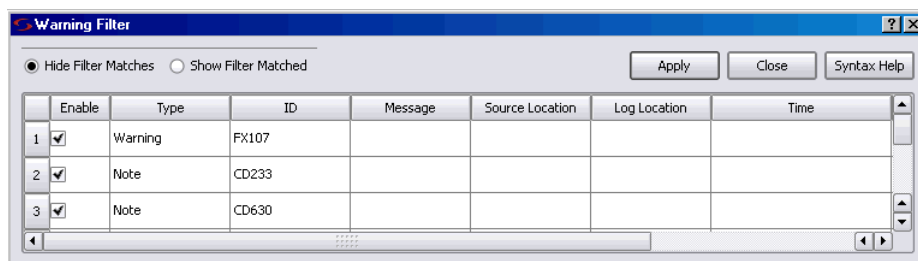 Warning Filter
Hide Filter Matches Show Filter Matched Apply Close Syntax Help
Enable Type ID Message Source Location Log Location Time
1 Warning FX107
2 Note CD233
3 Note CD630